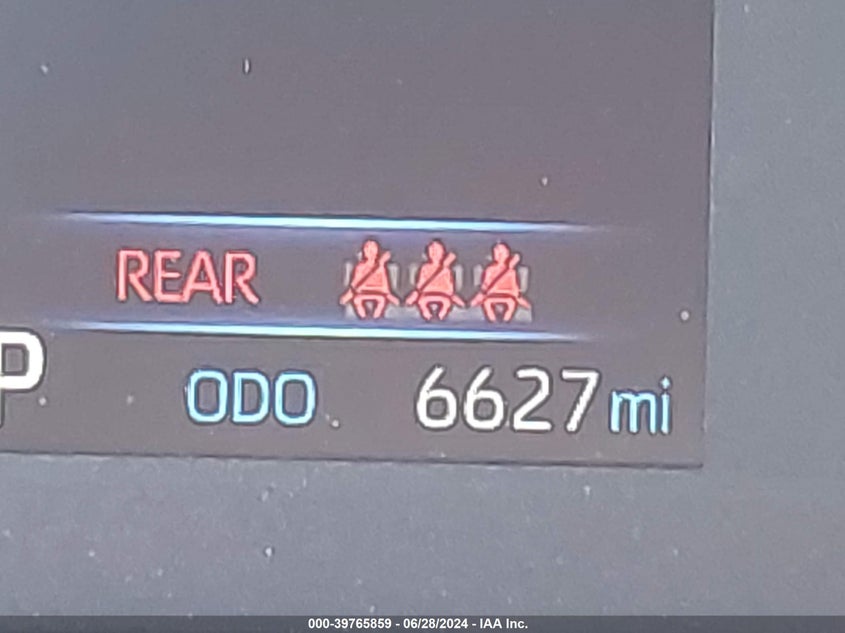 REAR
P
ODO 6627 mi
000-39765859 - 06/28/2024 - IAA Inc.